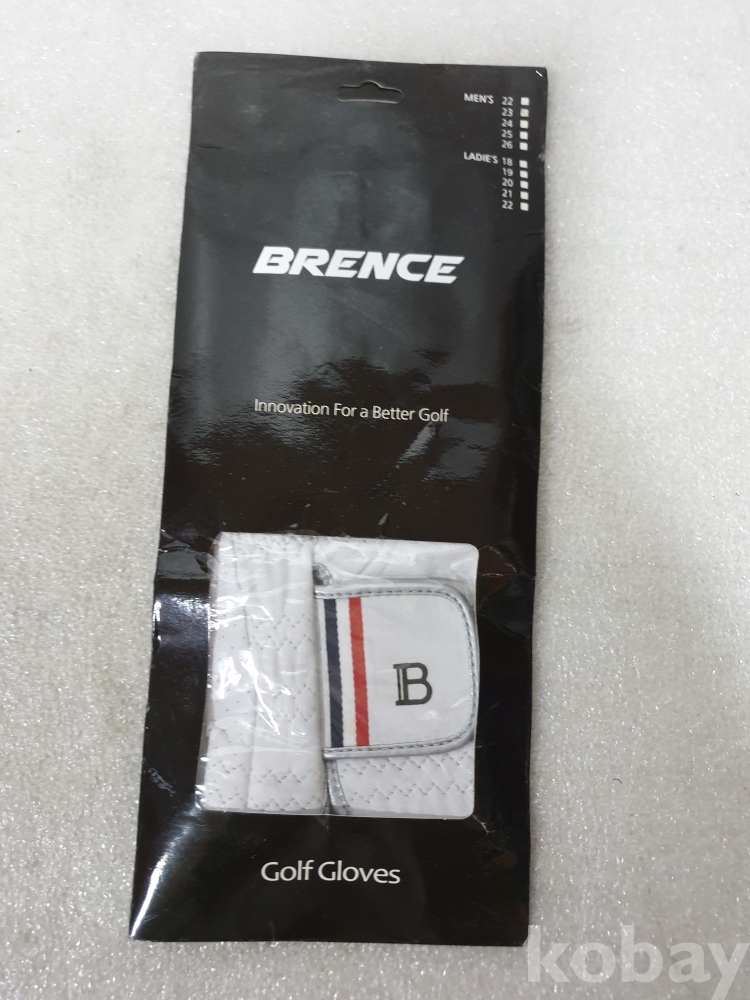 MEN'S 22
23
24
25
26
LADIE'S 18
19
20
21
22
BRENCE
Innovation For a Better Golf
B
Golf Gloves
kobay